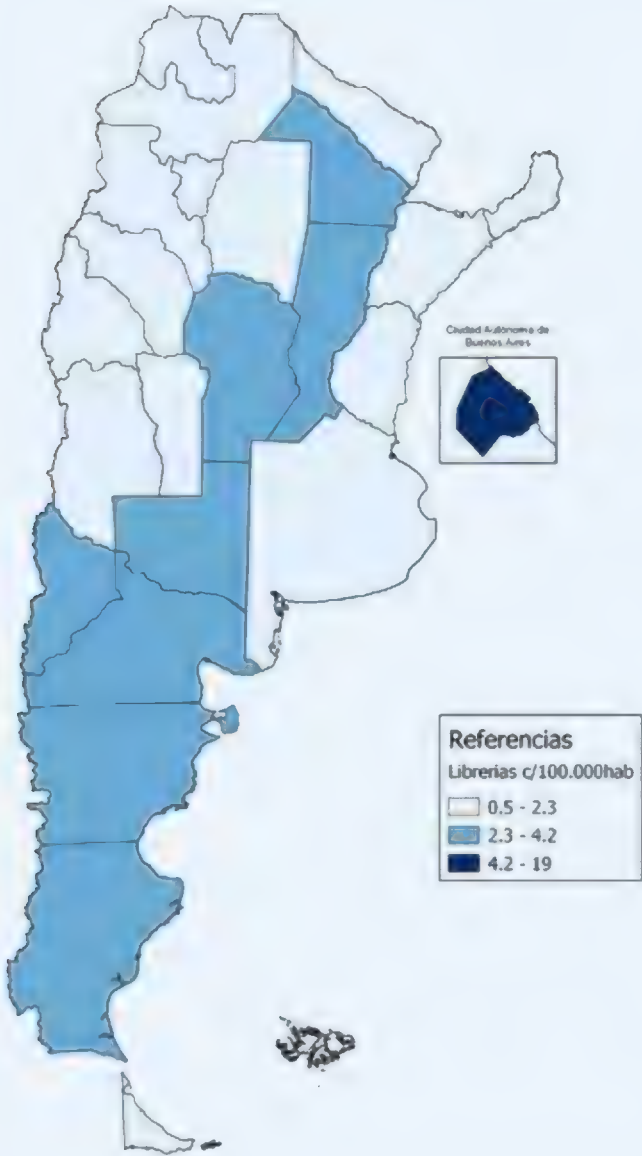 Ciudad Autónoma de
Buenos Aires
Referencias
Librerias c/100.000hab
0.5 - 2.3
2.3 - 4.2
4.2 - 19